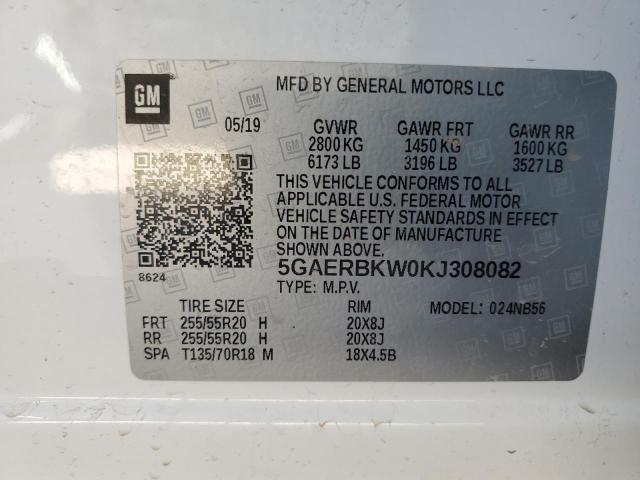 GM
MFD BY GENERAL MOTORS LLC
05/19 GVWR GAWR FRT GAWR RR
2800 KG 1450 KG 1600 KG
6173 LB 3196 LB 3527 LB
THIS VEHICLE CONFORMS TO ALL
APPLICABLE U.S. FEDERAL MOTOR
VEHICLE SAFETY STANDARDS IN EFFECT
ON THE DATE OF MANUFACTURE
SHOWN ABOVE.
8624
5GAERBKW0KJ308082
TYPE: M.P.V.
TIRE SIZE RIM MODEL: 024NB56
FRT 255/55R20 H 20X8J
RR 255/55R20 H 20X8J
SPA T135/70R18 M 18X4.5B